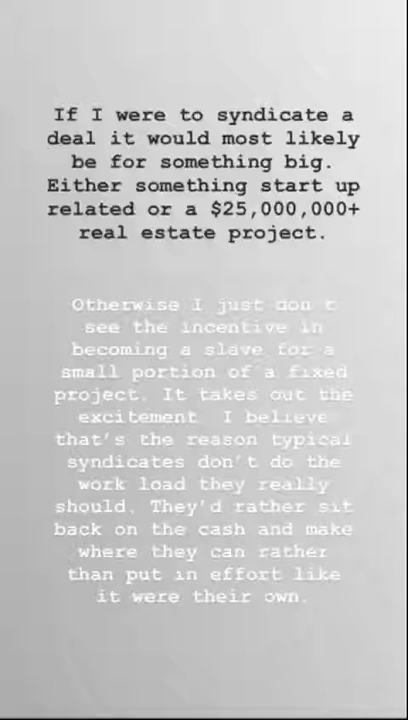 If I were to syndicate a
deal it would most likely
be for something big.
Either something start up
related or a $25,000,000+
real estate project.
Otherwise I just don't
see the incentive in
becoming a slave for a
small portion of a fixed
project. It takes out the
excitement. I believe
that's the reason typical
syndicates don't do the
work load they really
should. They'd rather sit
back on the cash and make
where they can rather
than put in effort like
it were their own.